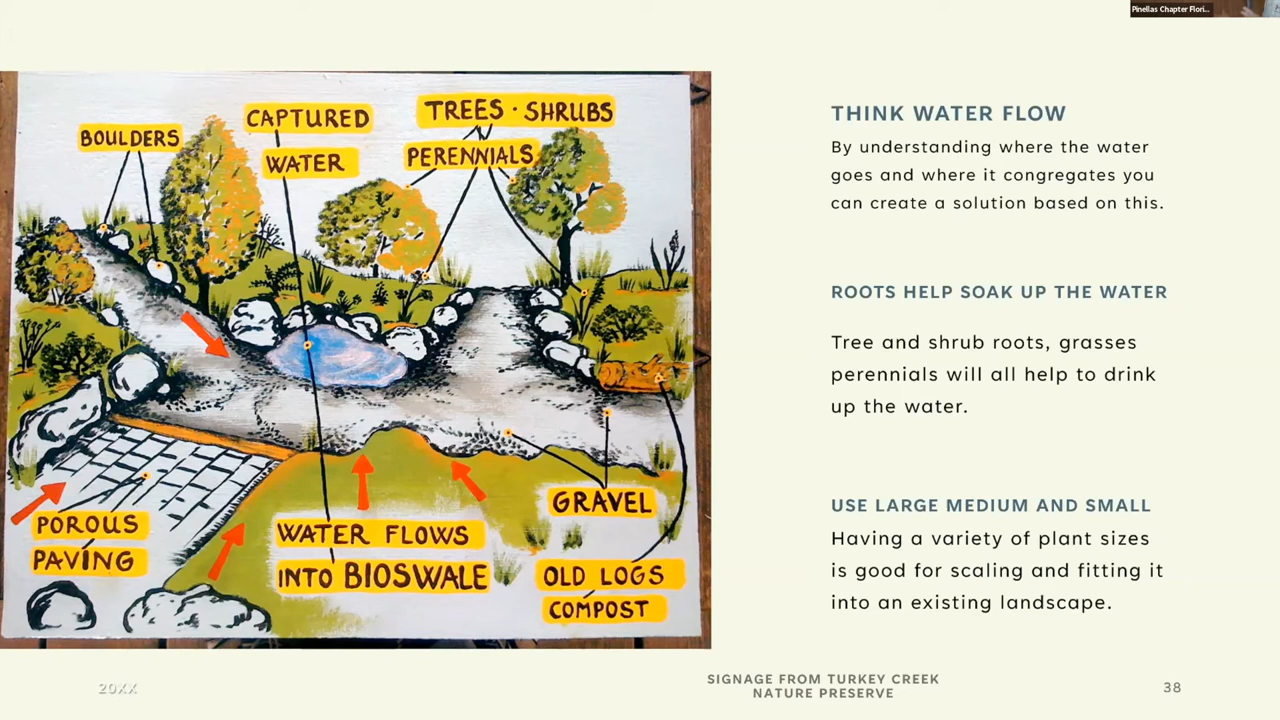 Pinellas Chapter Flori...
BOULDERS
CAPTURED
WATER
TREES · SHRUBS
PERENNIALS
POROUS
PAVING
WATER FLOWS
INTO BIOSWALE
GRAVEL
OLD LOGS
COMPOST
THINK WATER FLOW
By understanding where the water
goes and where it congregates you
can create a solution based on this.
ROOTS HELP SOAK UP THE WATER
Tree and shrub roots, grasses
perennials will all help to drink
up the water.
USE LARGE MEDIUM AND SMALL
Having a variety of plant sizes
is good for scaling and fitting it
into an existing landscape.
20XX
SIGNAGE FROM TURKEY CREEK
NATURE PRESERVE
38